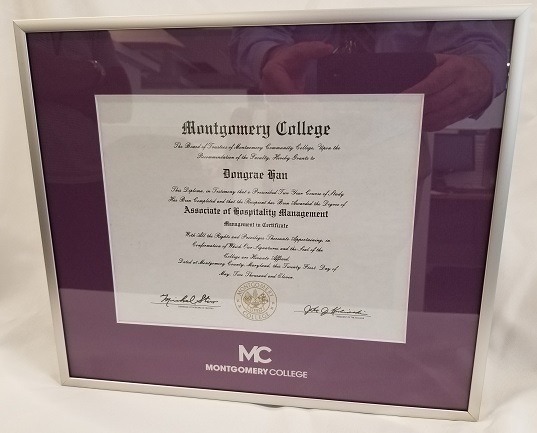 Montgomery College
The Board of Trustees of Montgomery Community College, Upon the
Recommendation of the Faculty, Hereby Grants to
Dongrae Han
This Diploma, in Testimony that a Prescribed Two Year Course of Study
Has Been Completed and that the Recipient has Been Awarded the Degree of
Associate of Hospitality Management
Management in Certificate
With All the Rights and Privileges Thereunto Appertaining, in
Confirmation of Which Our Signatures and the Seal of the
College are Hereunto Affixed.
Dated at Montgomery County, Maryland, this Twenty First Day of
May, Two Thousand and Eleven.
MONTGOMERY
COLLEGE
MC
MONTGOMERY COLLEGE